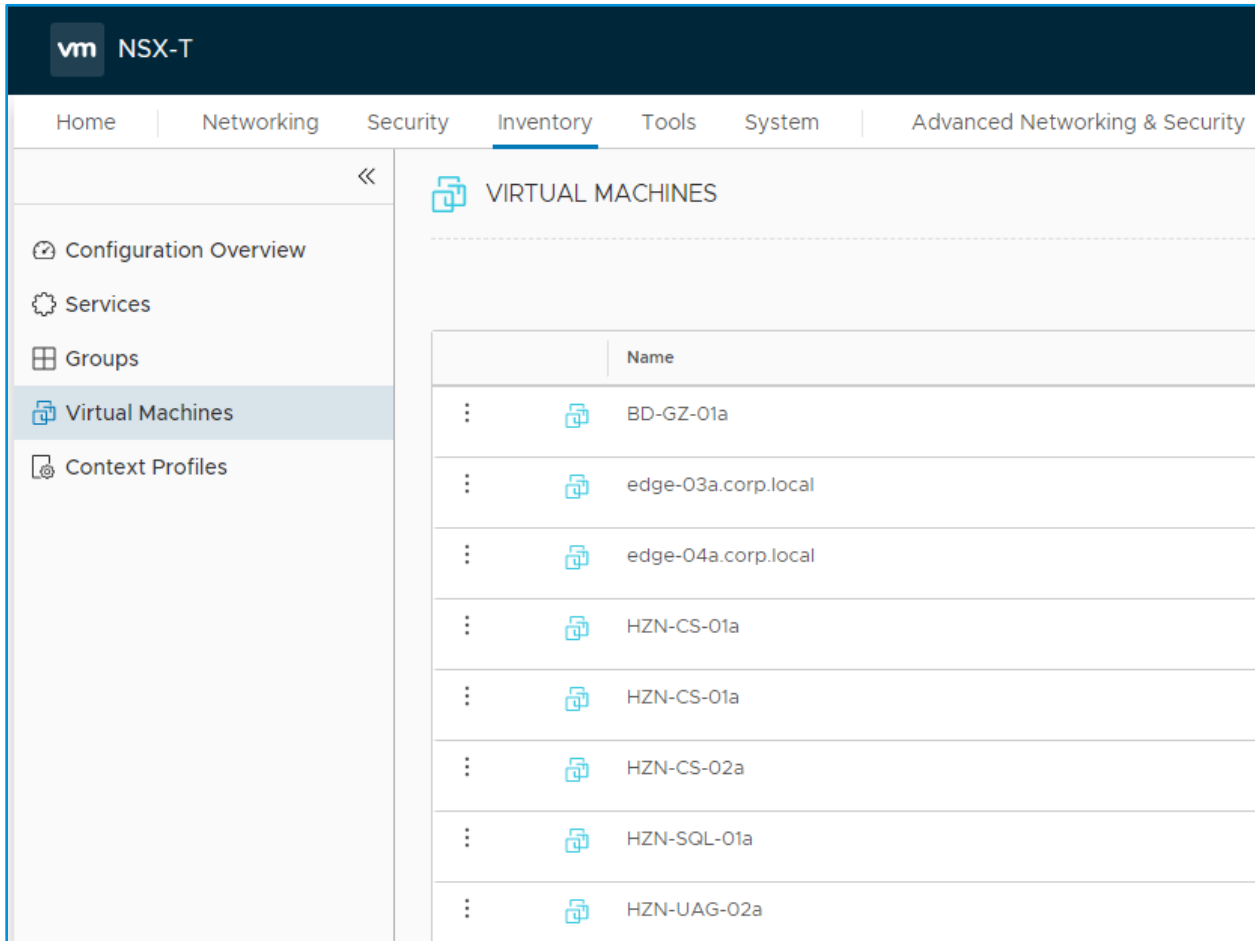 vm NSX-T
Home Networking Security Inventory Tools System Advanced Networking & Security
«
Configuration Overview
Services
Groups
Virtual Machines
Context Profiles
VIRTUAL MACHINES
Name
BD-GZ-01a
edge-03a.corp.local
edge-04a.corp.local
HZN-CS-01a
HZN-CS-01a
HZN-CS-02a
HZN-SQL-01a
HZN-UAG-02a